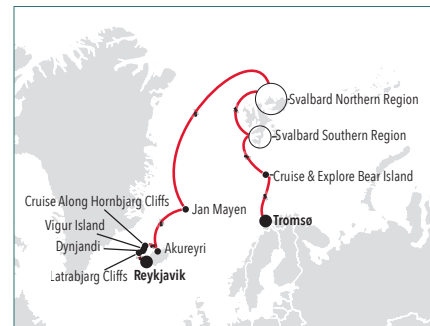 Svalbard Northern Region
Svalbard Southern Region
Cruise & Explore Bear Island
Cruise Along Hornbjarg Cliffs
Jan Mayen
Vigur Island
Tromsø
Dynjandi
Akureyri
Latrabjarg Cliffs
Reykjavik